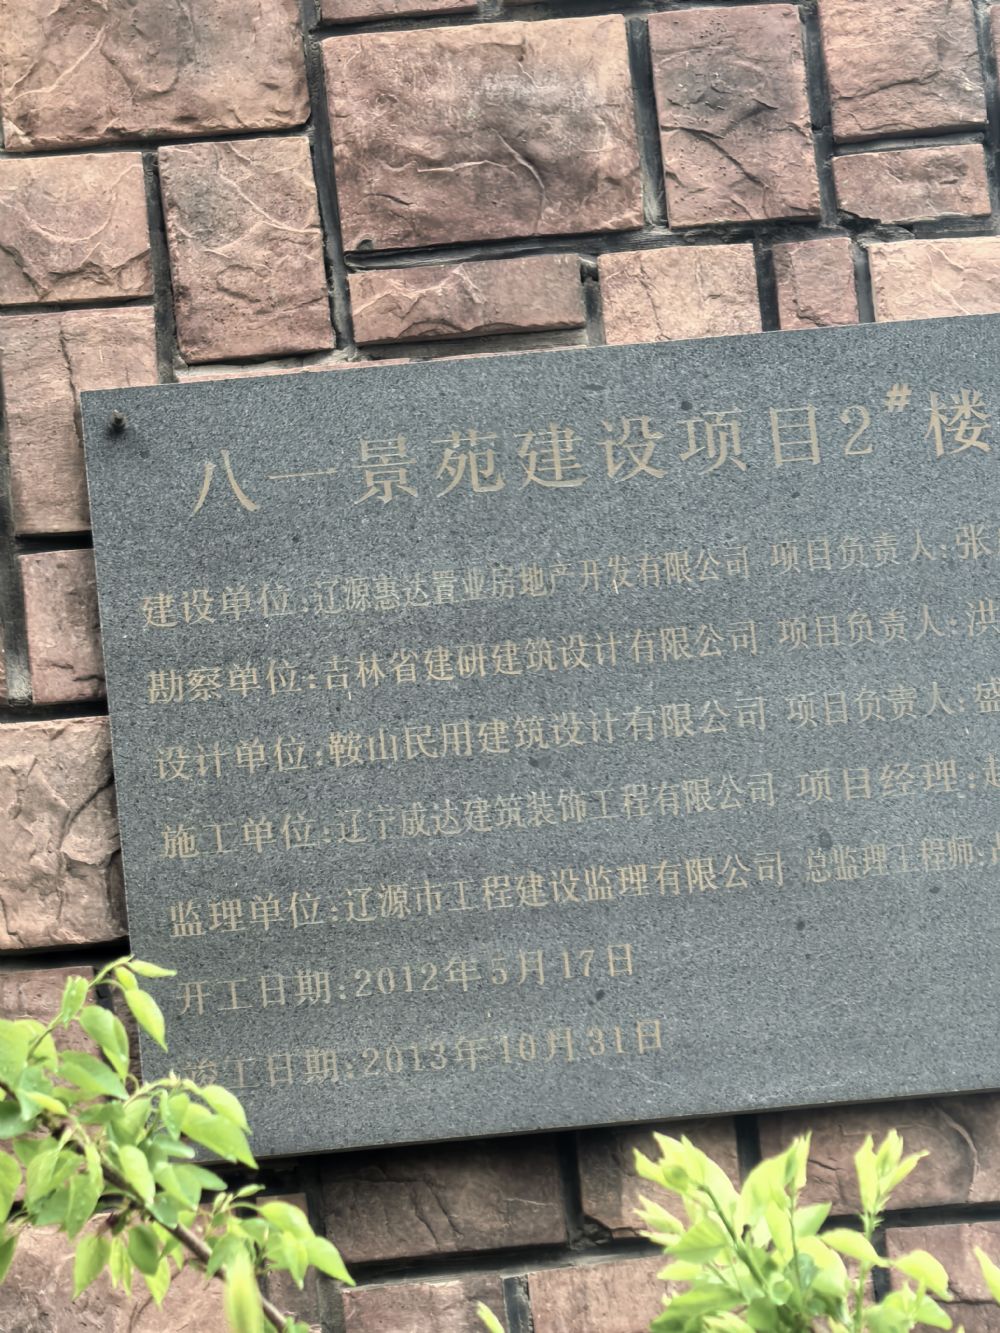 八一景苑建设项目2#楼
建设单位:辽源惠达置业房地产开发有限公司 项目负责人:张
勘察单位:吉林省建研建筑设计有限公司 项目负责人:洪
设计单位:鞍山民用建筑设计有限公司 项目负责人:盛
施工单位:辽宁成达建筑装饰工程有限公司 项目经理:赵
监理单位:辽源市工程建设监理有限公司 总监理工程师:
开工日期:2012年5月17日
竣工日期:2013年10月31日